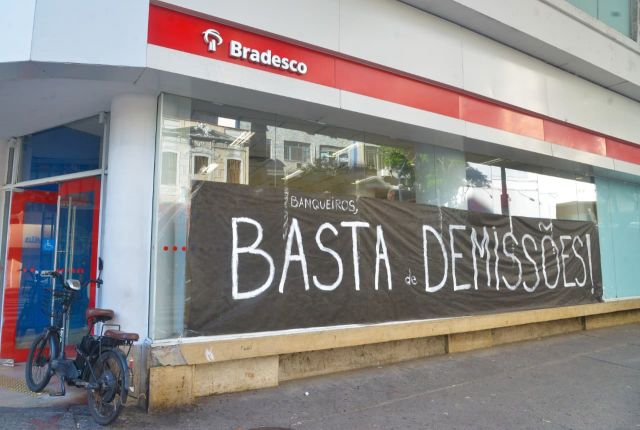 Bradesco
BANQUEIROS,
BASTA de DEMISSÕES!